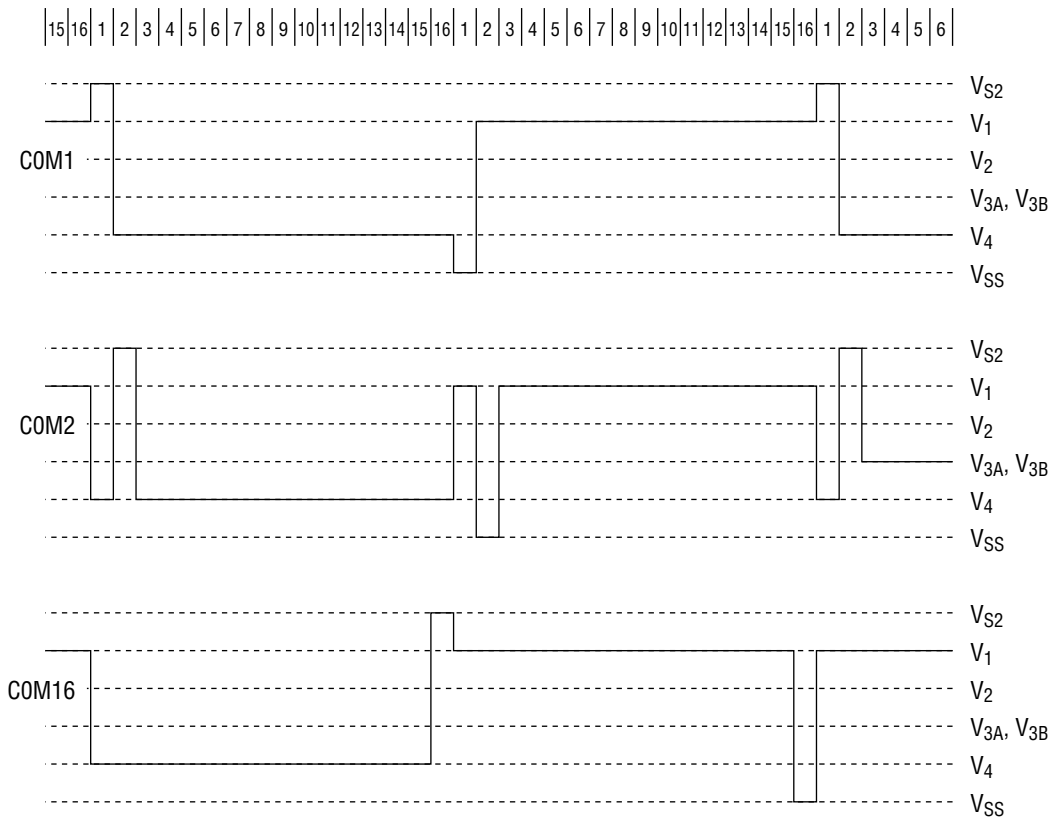 15 16 1 2 3 4 5 6 7 8 9 10 11 12 13 14 15 16 1 2 3 4 5 6 7 8 9 10 11 12 13 14 15 16 1 2 3 4 5 6
VS2
V1
COM1 V2
V3A, V3B
V4
VSS
VS2
V1
COM2 V2
V3A, V3B
V4
VSS
VS2
V1
COM16 V2
V3A, V3B
V4
VSS